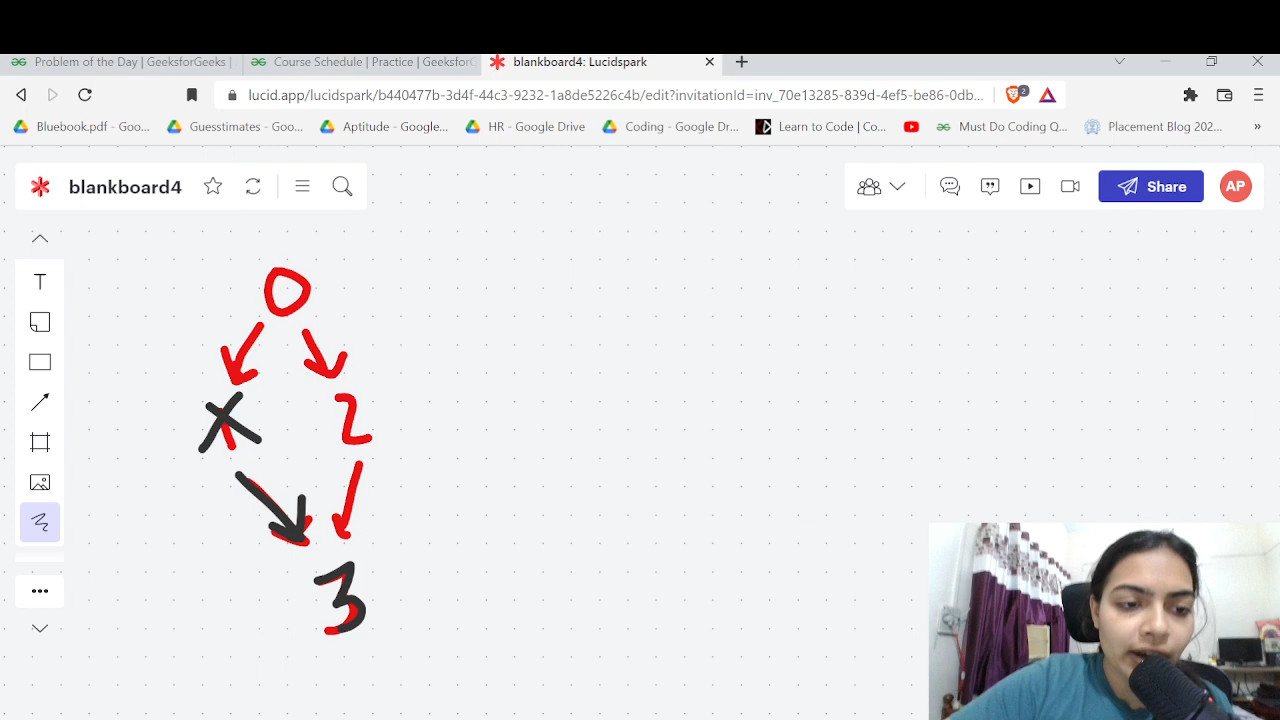 Problem of the Day | GeeksforGeeks |
Course Schedule | Practice | GeeksforG
blankboard4: Lucidspark
lucid.app/lucidspark/b440477b-3d4f-44c3-9232-1a8de5226c4b/edit?invitationId=inv_70e13285-839d-4ef5-be86-0db...
2
Bluebook.pdf - Goo...
Guesstimates - Goo...
Aptitude - Google...
HR - Google Drive
Coding - Google Dr...
Learn to Code | Co...
Must Do Coding Q...
Placement Blog 202...
»
blankboard4
Share
AP
T
0
2
3